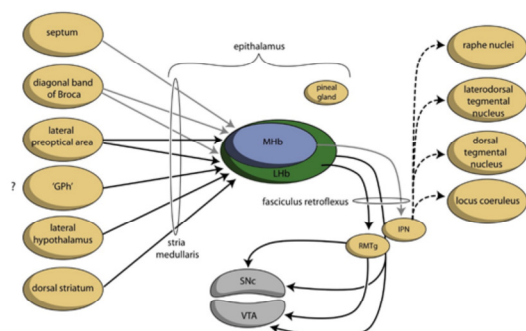 septum
diagonal band
of Broca
lateral
preoptical area
?
'GPh'
lateral
hypothalamus
dorsal striatum
epithalamus
pineal
gland
MHb
LHb
stria
medullaris
fasciculus retroflexus
IPN
RMTg
SNc
VTA
raphe nuclei
laterodorsal
tegmental
nucleus
dorsal
tegmental
nucleus
locus coeruleus